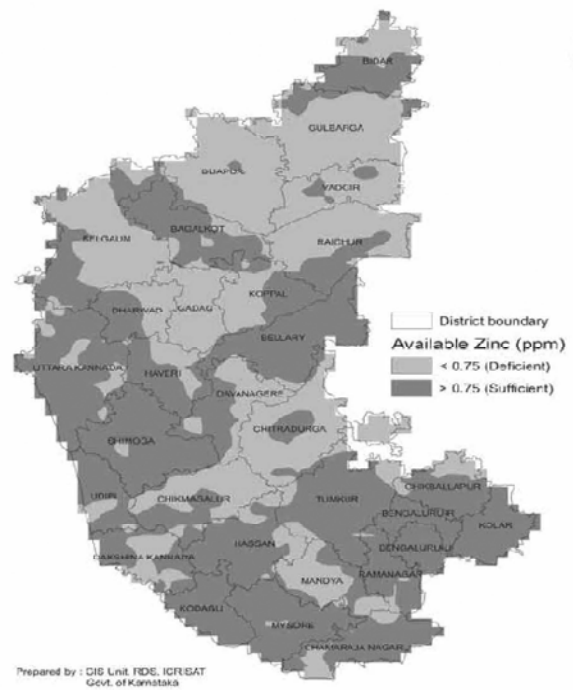 BIDAR
GULBARGA
BIJAPUR
YADGIR
BAGALKOT
BELGAUM
RAICHUR
KOPPAL
DHARWAD
GADAG
District boundary
BELLARY
Available Zinc (ppm)
< 0.75 (Deficient)
UTTARA KANNADA
HAVERI
> 0.75 (Sufficient)
DAVANAGERE
CHITRADURGA
SHIMOGA
CHIKBALLAPUR
UDUPI
CHIKMAGALUR
TUMKUR
BENGALURU(R)
KOLAR
HASSAN
BENGALURU(U)
DAKSHINA KANNADA
RAMANAGAR
MANDYA
KODAGU
MYSORE
CHAMARAJA NAGAR
Prepared by : GIS Unit, RDS, ICRISAT
Govt. of Karnataka